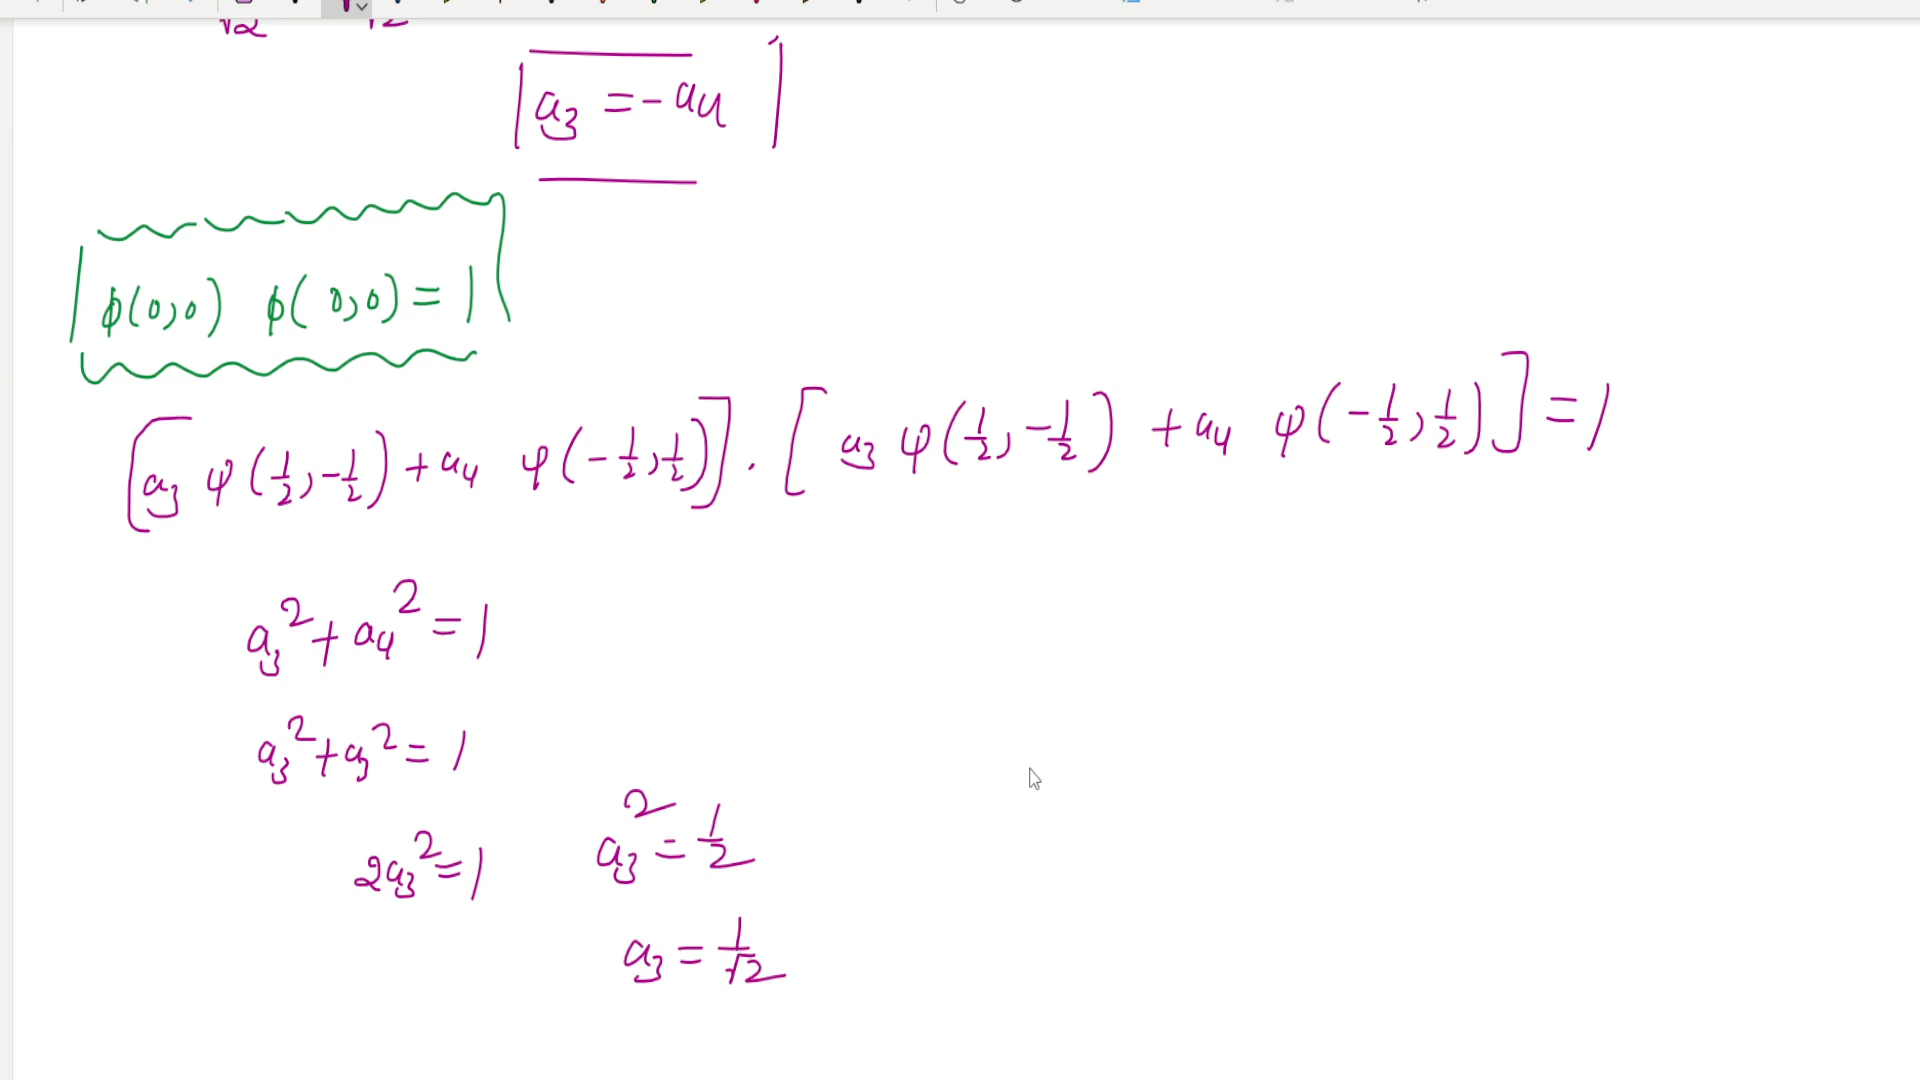 √2 √2
a₃ = -a₄
ϕ(0,0) ϕ(0,0) = 1
[a₃ φ(1/2, -1/2) + a₄ φ(-1/2, 1/2)] . [a₃ φ(1/2, -1/2) + a₄ φ(-1/2, 1/2)] = 1
a₃² + a₄² = 1
a₃² + a₃² = 1
2a₃² = 1
a₃² = 1/2
a₃ = 1/√2